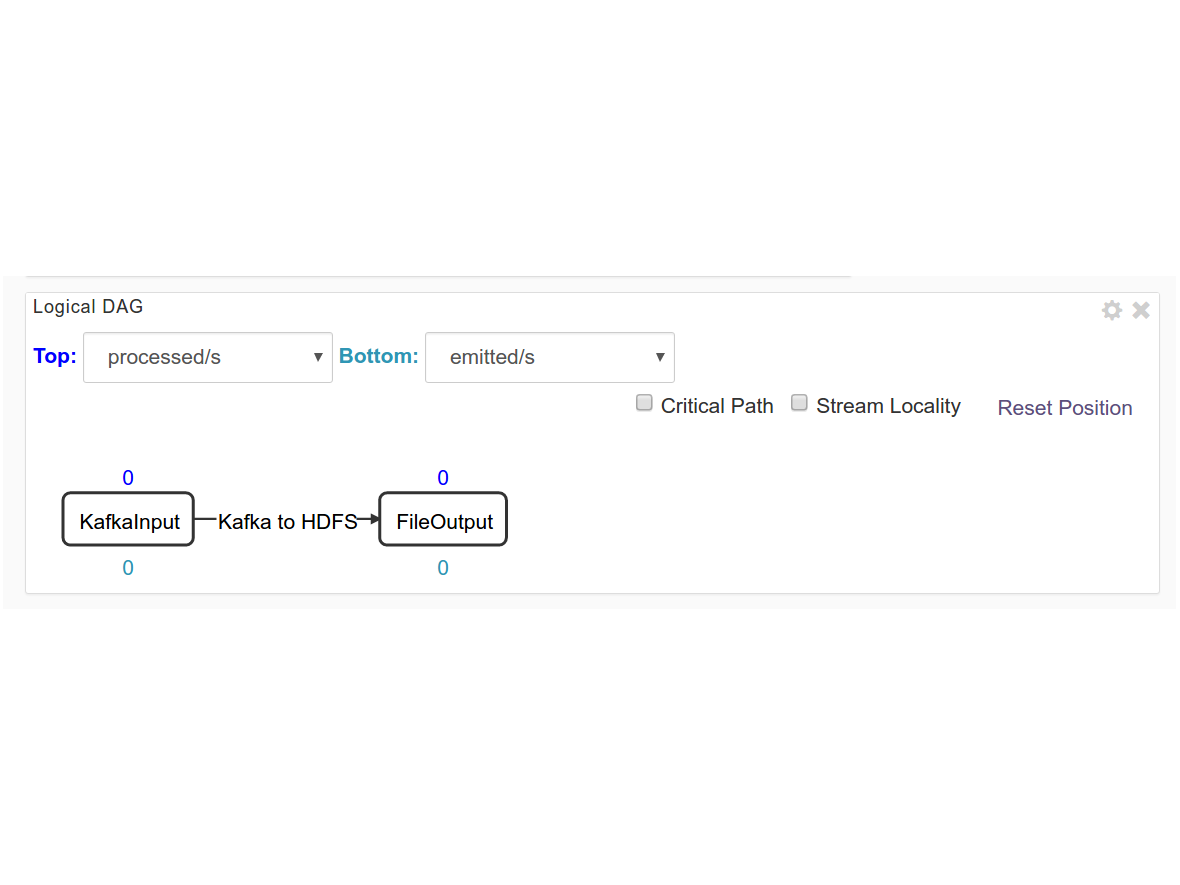 Logical DAG
Top: processed/s Bottom: emitted/s
Critical Path Stream Locality Reset Position
0 0
KafkaInput Kafka to HDFS FileOutput
0 0